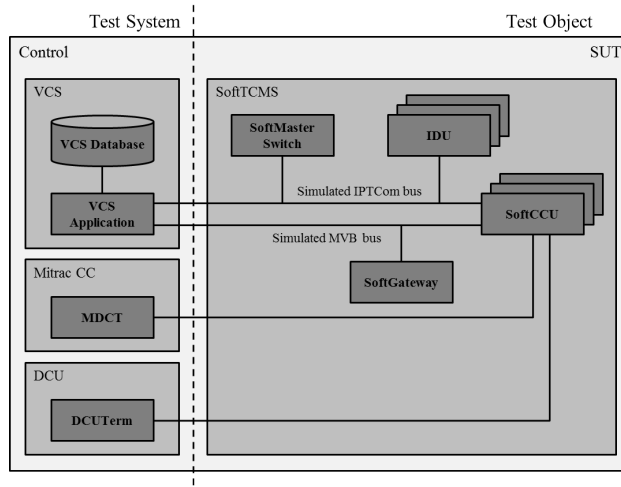 Test System
Test Object
Control
SUT
VCS
VCS Database
VCS
Application
SoftTCMS
SoftMaster
Switch
IDU
Simulated IPTCom bus
SoftCCU
Simulated MVB bus
SoftGateway
Mitrac CC
MDCT
DCU
DCUTerm